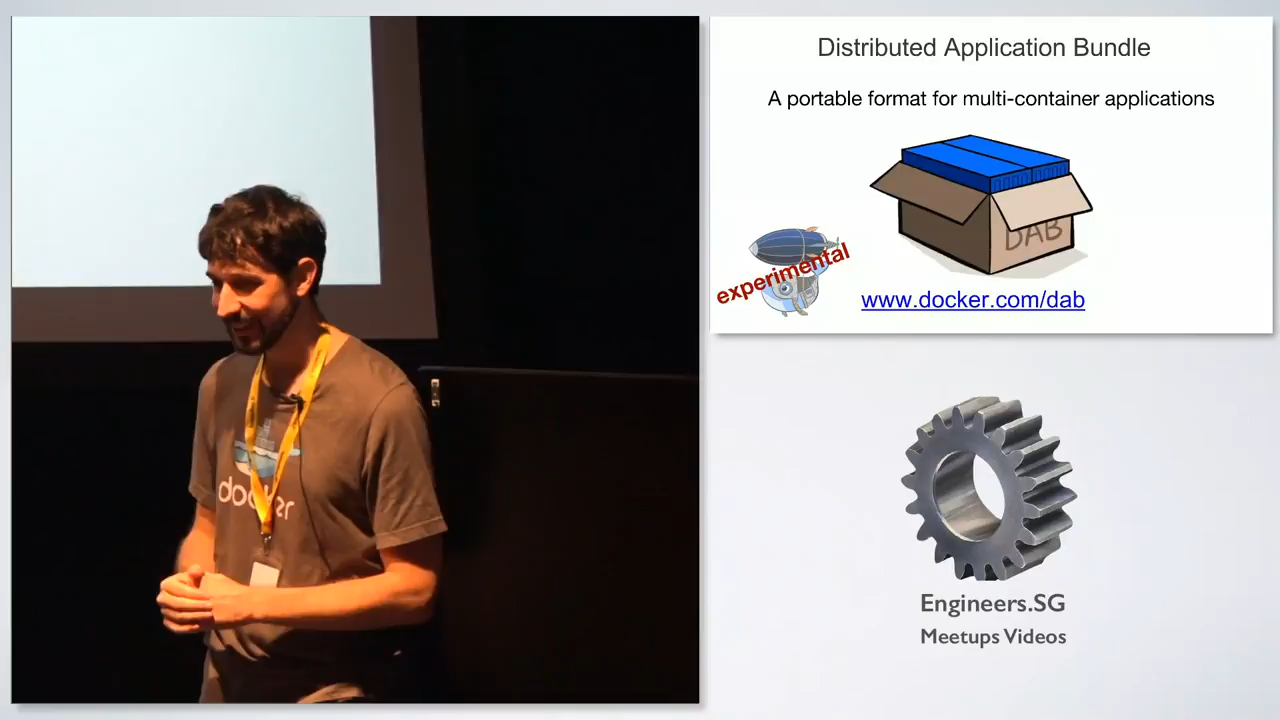 Distributed Application Bundle
A portable format for multi-container applications
DAB
experimental
www.docker.com/dab
docker
Engineers.SG
Meetups Videos